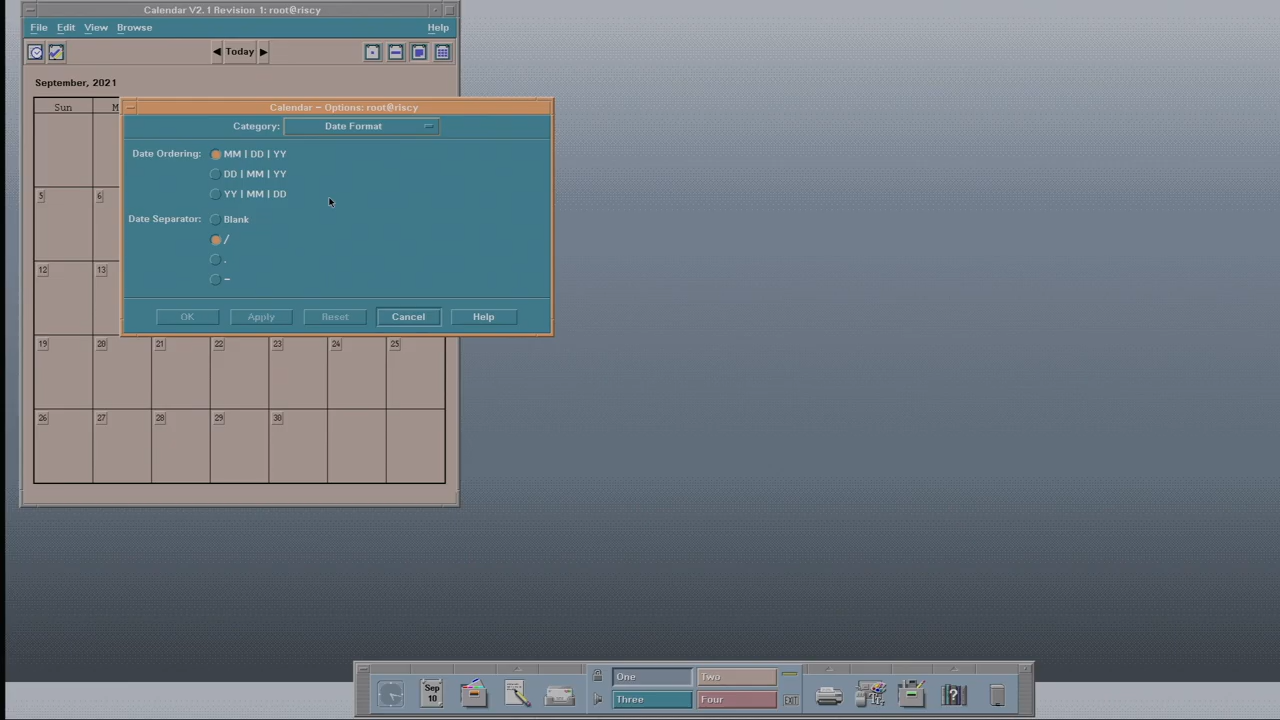 Calendar V2.1 Revision 1: root@riscy
File Edit View Browse Help
Today
September, 2021
Sun M
Calendar - Options: root@riscy
Category: Date Format
Date Ordering: MM | DD | YY
DD | MM | YY
YY | MM | DD
Date Separator: Blank
/
.
-
OK Apply Reset Cancel Help
5 6
12 13
19 20 21 22 23 24 25
26 27 28 29 30
One Two
Sep
10
Three Four
EXIT